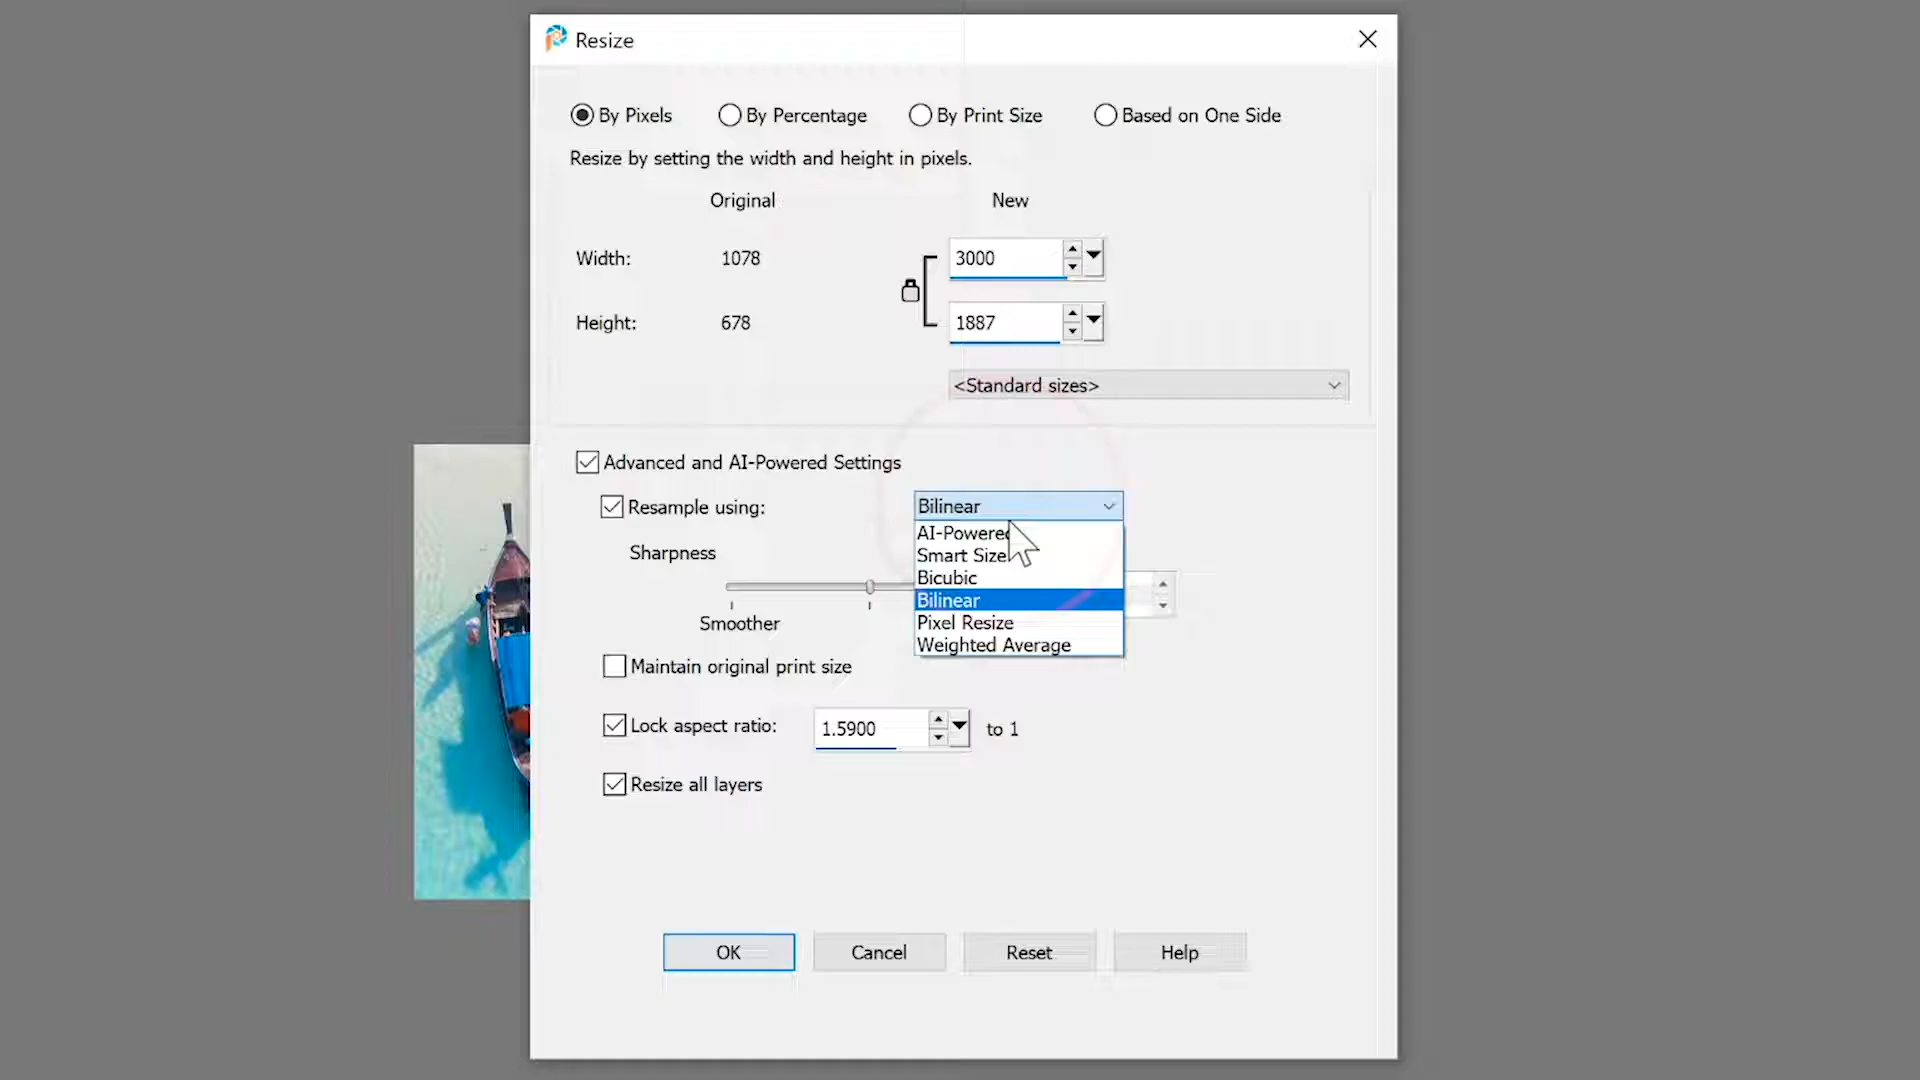 Resize
By Pixels By Percentage By Print Size Based on One Side
Resize by setting the width and height in pixels.
Original New
Width: 1078 3000
Height: 678 1887
<Standard sizes>
Advanced and AI-Powered Settings
Resample using: Bilinear
AI-Powered
Sharpness
Smart Size
Bicubic
Bilinear
Smoother
Pixel Resize
Weighted Average
Maintain original print size
Lock aspect ratio: 1.5900 to 1
Resize all layers
OK Cancel Reset Help